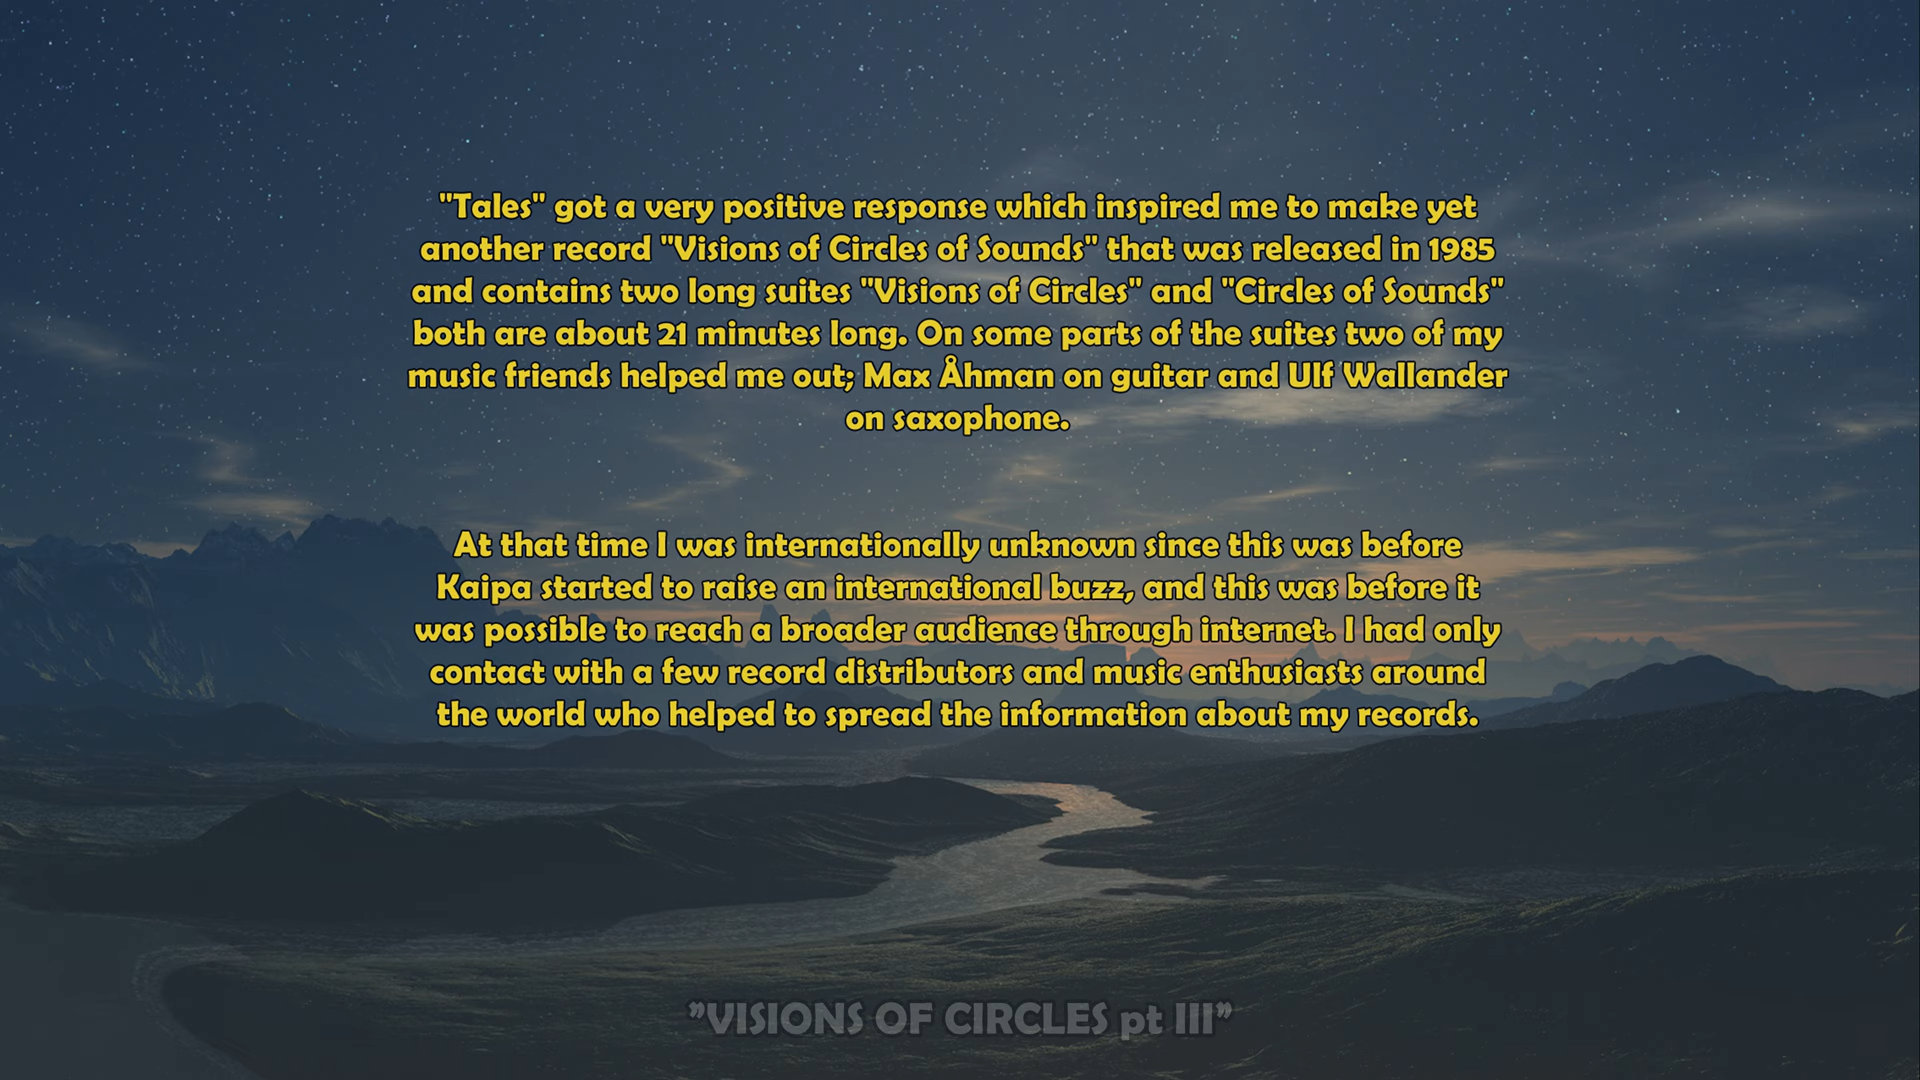 "Tales" got a very positive response which inspired me to make yet
another record "Visions of Circles of Sounds" that was released in 1985
and contains two long suites "Visions of Circles" and "Circles of Sounds"
both are about 21 minutes long. On some parts of the suites two of my
music friends helped me out; Max Åhman on guitar and Ulf Wallander
on saxophone.
At that time I was internationally unknown since this was before
Kaipa started to raise an international buzz, and this was before it
was possible to reach a broader audience through internet. I had only
contact with a few record distributors and music enthusiasts around
the world who helped to spread the information about my records.
”VISIONS OF CIRCLES pt III”